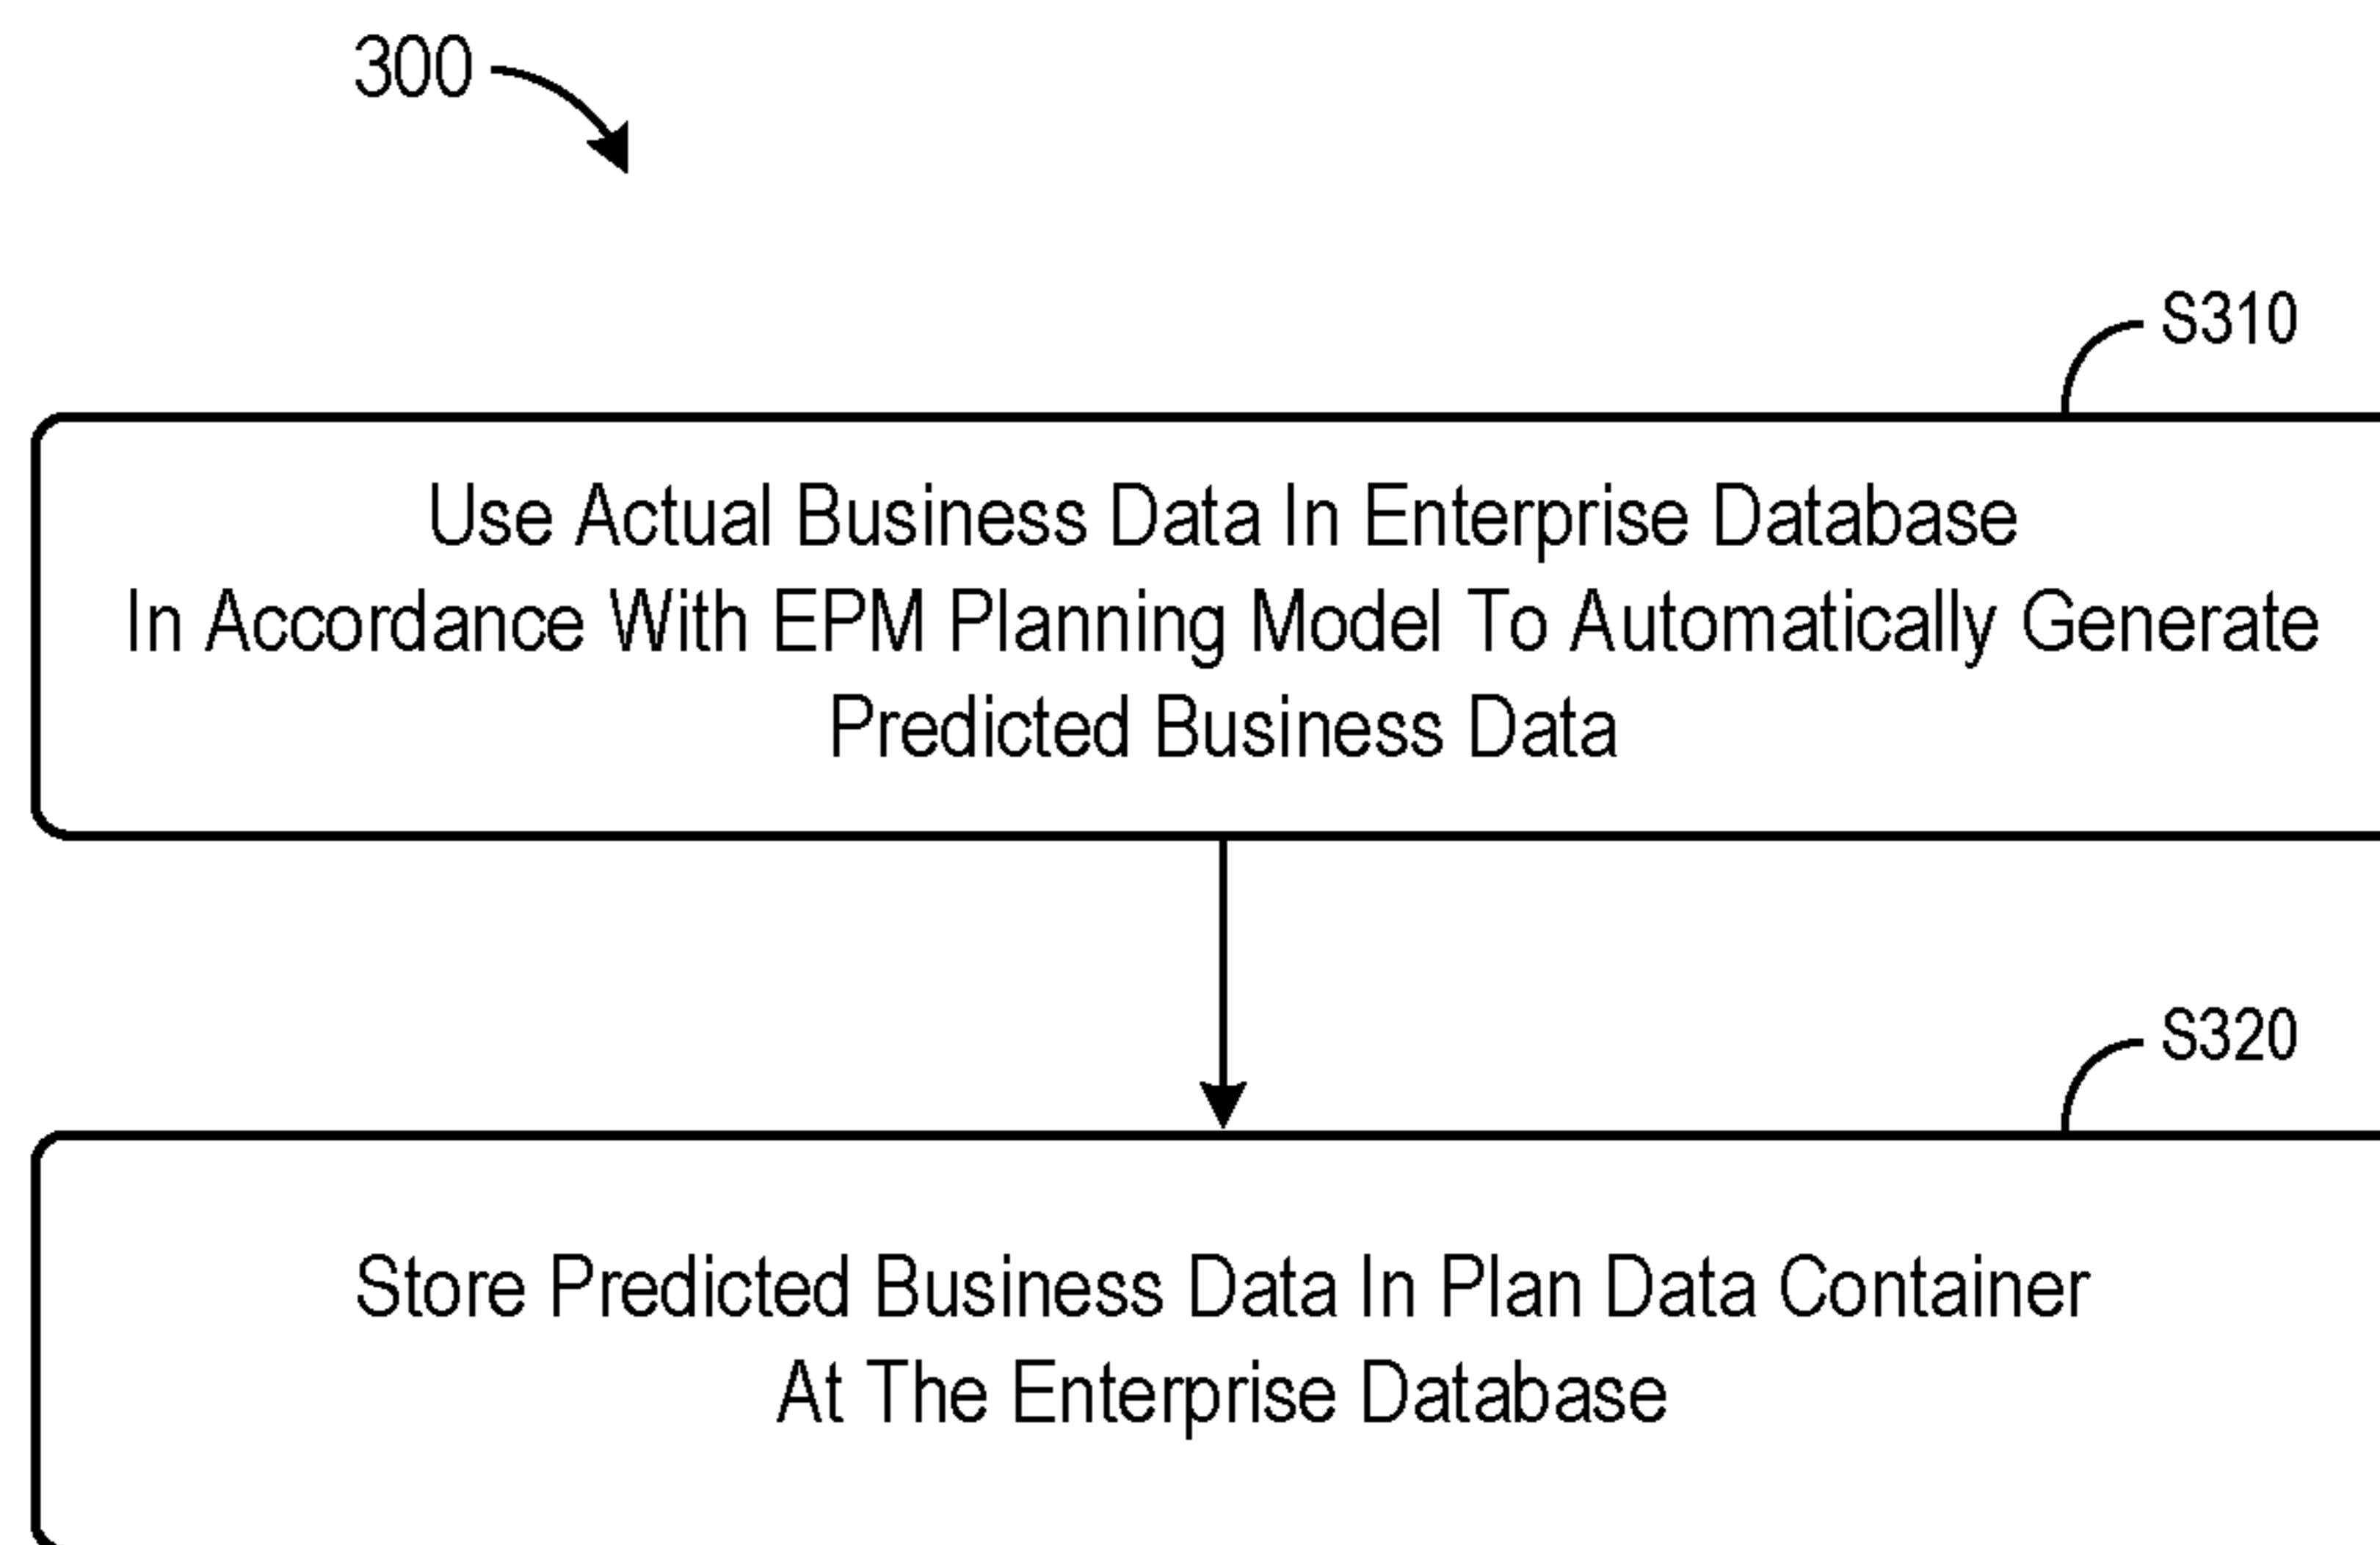 300
S310
Use Actual Business Data In Enterprise Database
In Accordance With EPM Planning Model To Automatically Generate
Predicted Business Data
S320
Store Predicted Business Data In Plan Data Container
At The Enterprise Database